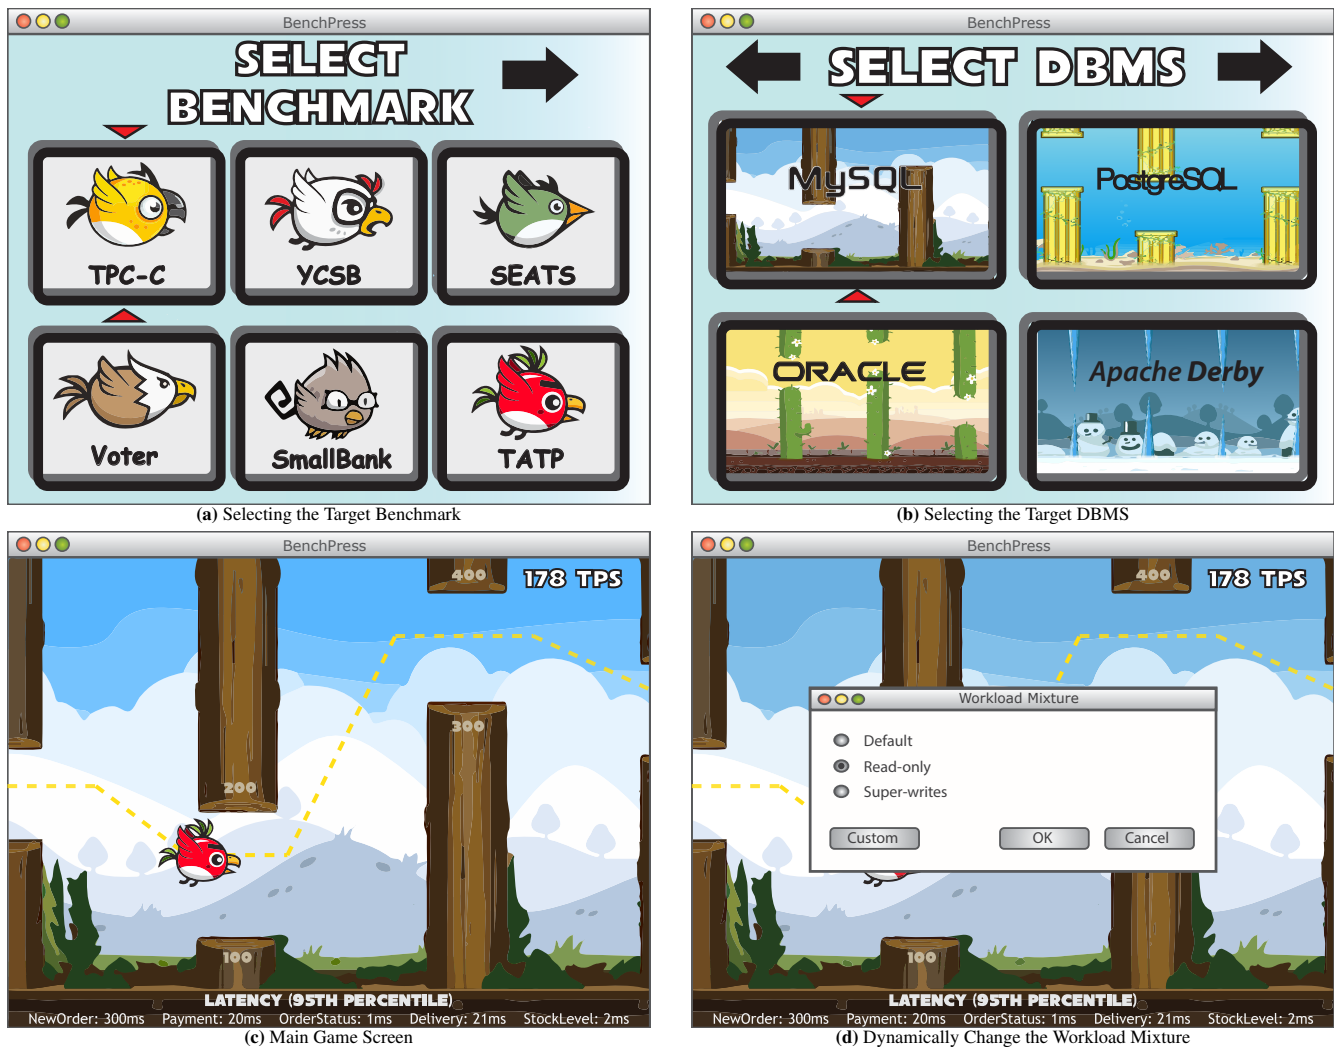 BenchPress
SELECT
BENCHMARK
TPC-C
YCSB
SEATS
Voter
SmallBank
TATP
(a) Selecting the Target Benchmark
BenchPress
SELECT DBMS
MySQL
PostgreSQL
ORACLE
Apache Derby
(b) Selecting the Target DBMS
BenchPress
400
178 TPS
300
200
100
LATENCY (95TH PERCENTILE)
NewOrder: 300ms Payment: 20ms OrderStatus: 1ms Delivery: 21ms StockLevel: 2ms
(c) Main Game Screen
BenchPress
400
178 TPS
Workload Mixture
Default
Read-only
Super-writes
Custom
OK
Cancel
100
LATENCY (95TH PERCENTILE)
NewOrder: 300ms Payment: 20ms OrderStatus: 1ms Delivery: 21ms StockLevel: 2ms
(d) Dynamically Change the Workload Mixture